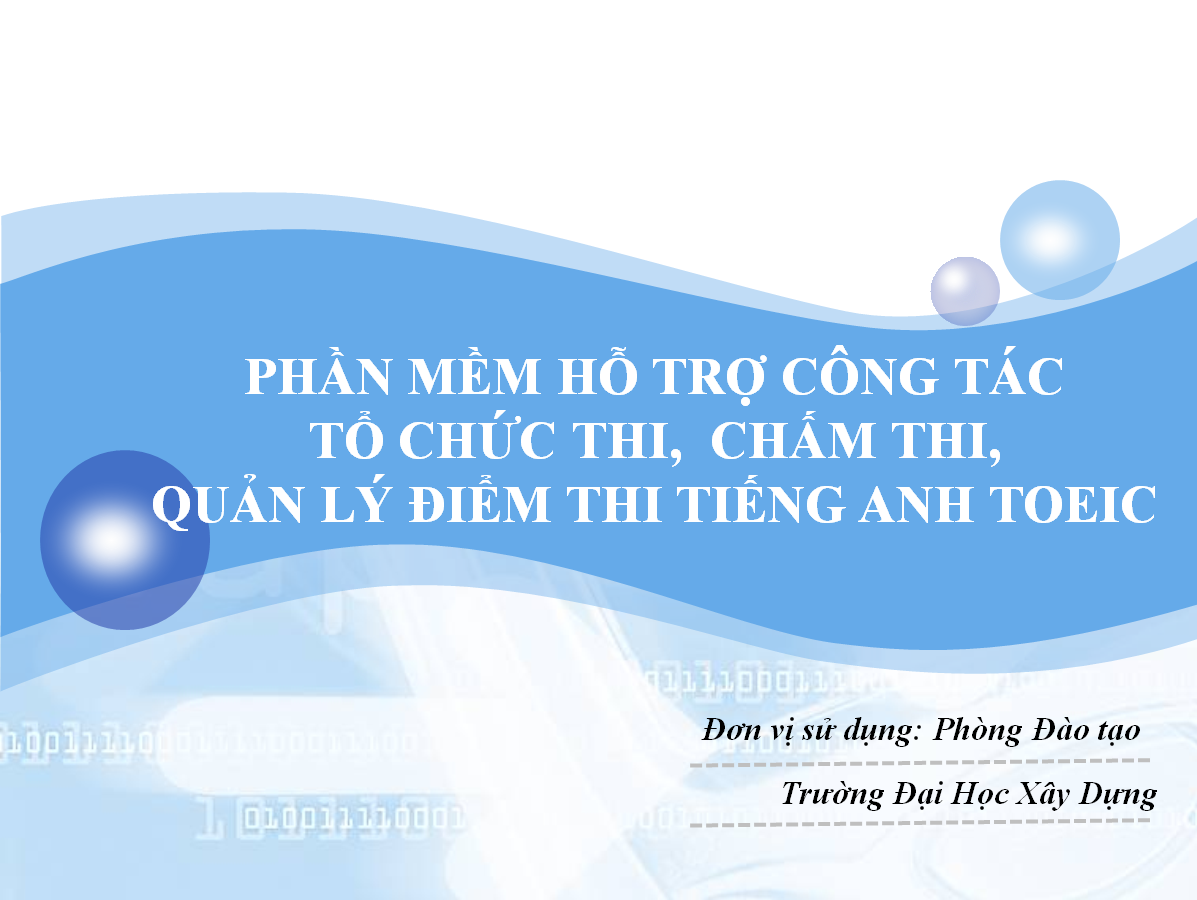 PHẦN MỀM HỖ TRỢ CÔNG TÁC
TỔ CHỨC THI, CHẤM THI,
QUẢN LÝ ĐIỂM THI TIẾNG ANH TOEIC
Đơn vị sử dụng: Phòng Đào tạo
Trường Đại Học Xây Dựng